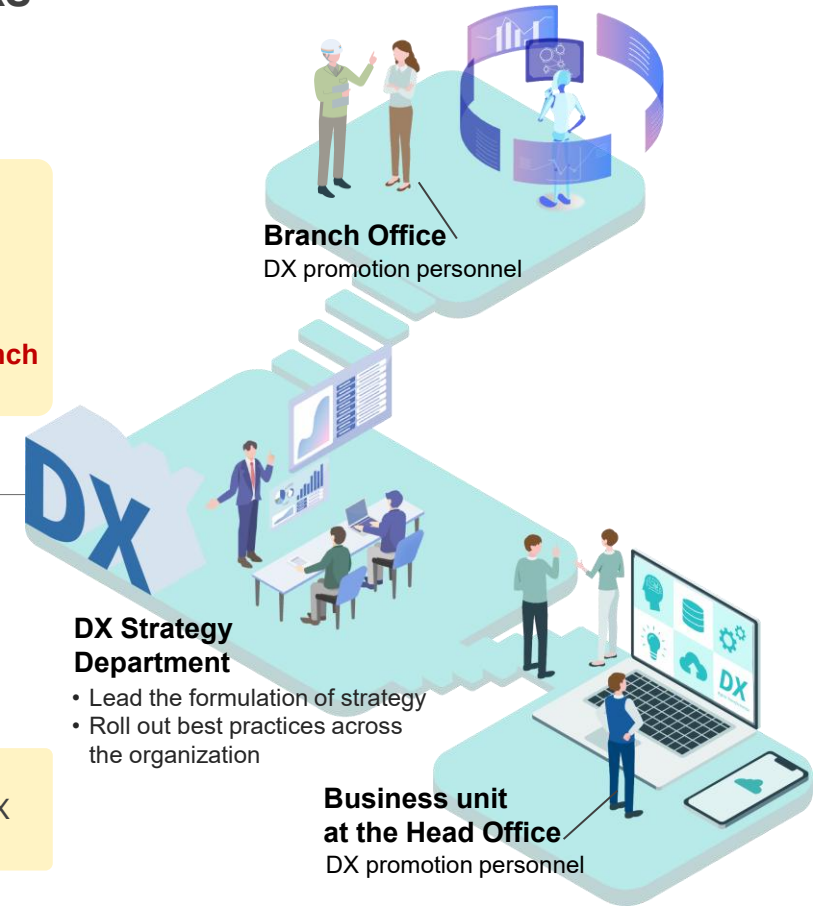 Branch Office
DX promotion personnel
DX
DX Strategy
Department
• Lead the formulation of strategy
• Roll out best practices across
the organization
DX
Business unit
at the Head Office
DX promotion personnel